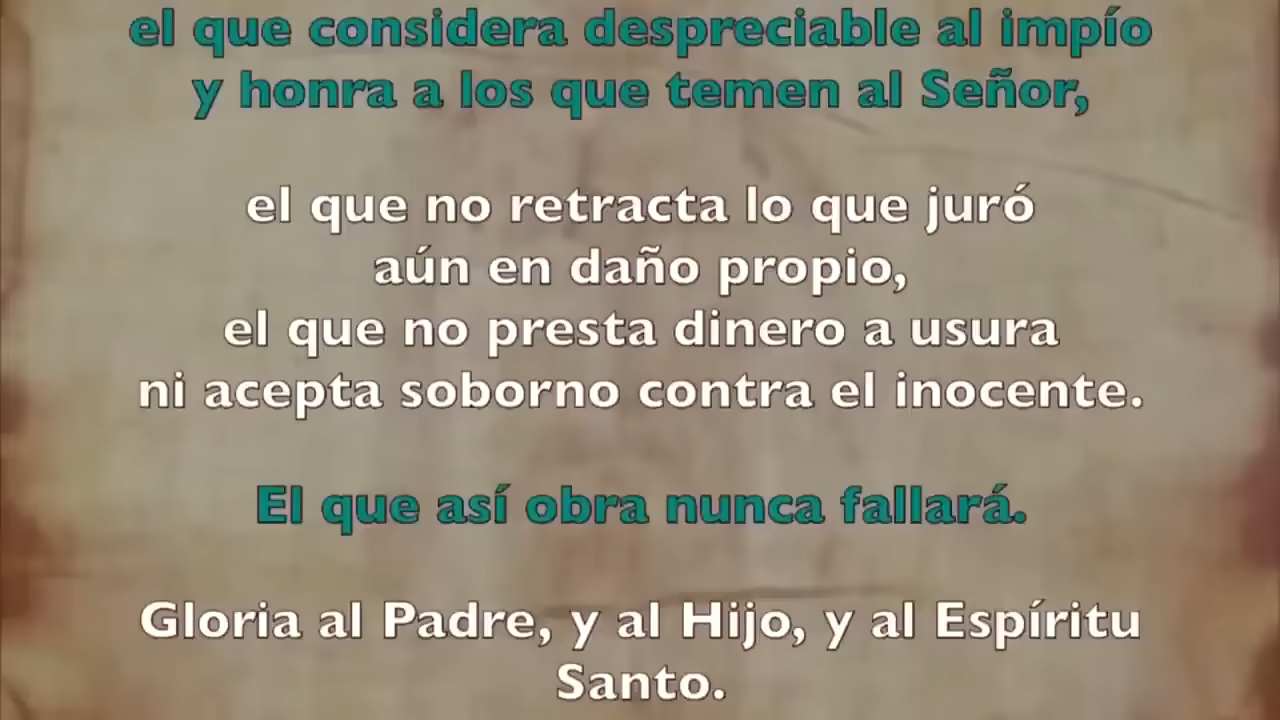 el que considera despreciable al impío
y honra a los que temen al Señor,
el que no retracta lo que juró
aún en daño propio,
el que no presta dinero a usura
ni acepta soborno contra el inocente.
El que así obra nunca fallará.
Gloria al Padre, y al Hijo, y al Espíritu
Santo.